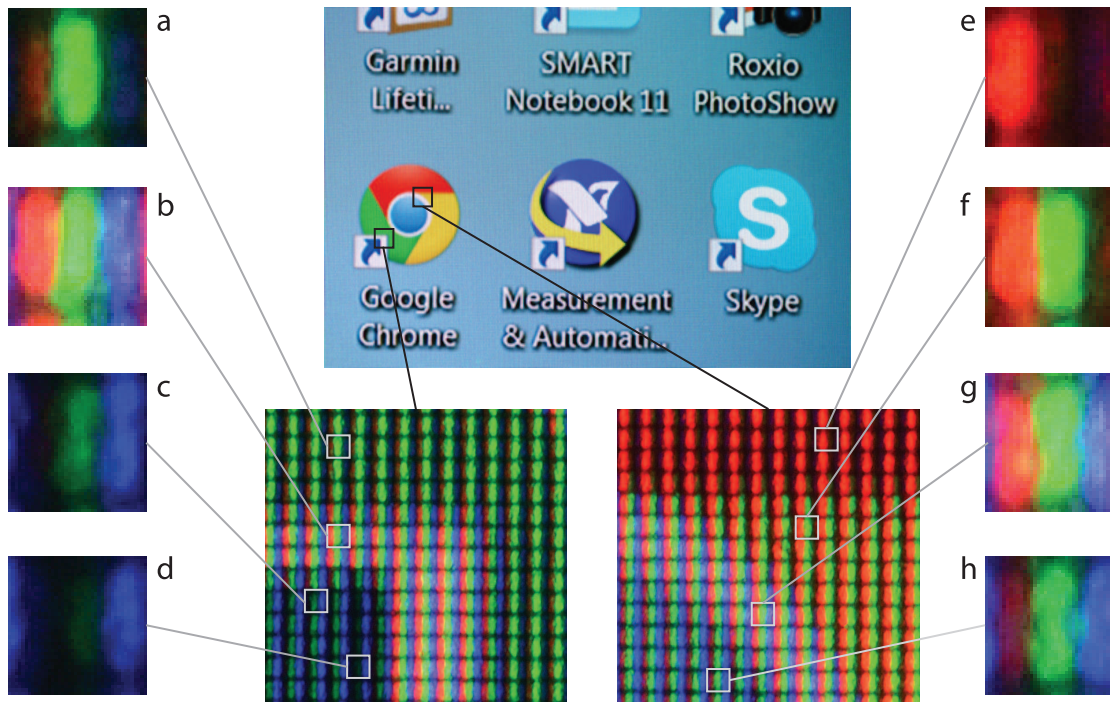 a
e
Garmin
Lifeti...
SMART
Notebook 11
Roxio
PhotoShow
b
f
S
Google
Chrome
Measurement
& Automati...
Skype
c
g
d
h